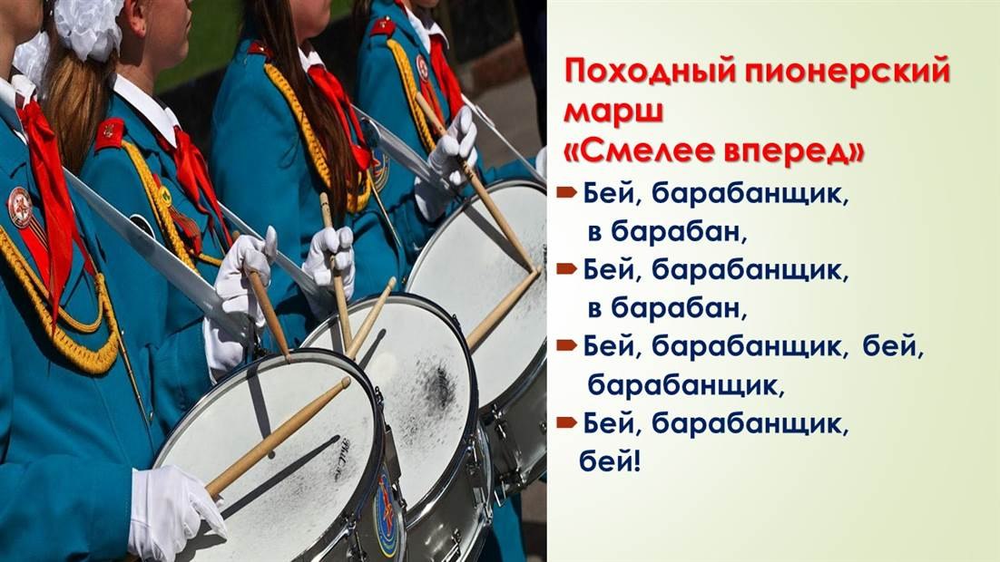 Походный пионерский
марш
«Смелее вперед»
Бей, барабанщик,
в барабан,
Бей, барабанщик,
в барабан,
Бей, барабанщик, бей,
барабанщик,
Бей, барабанщик,
бей!